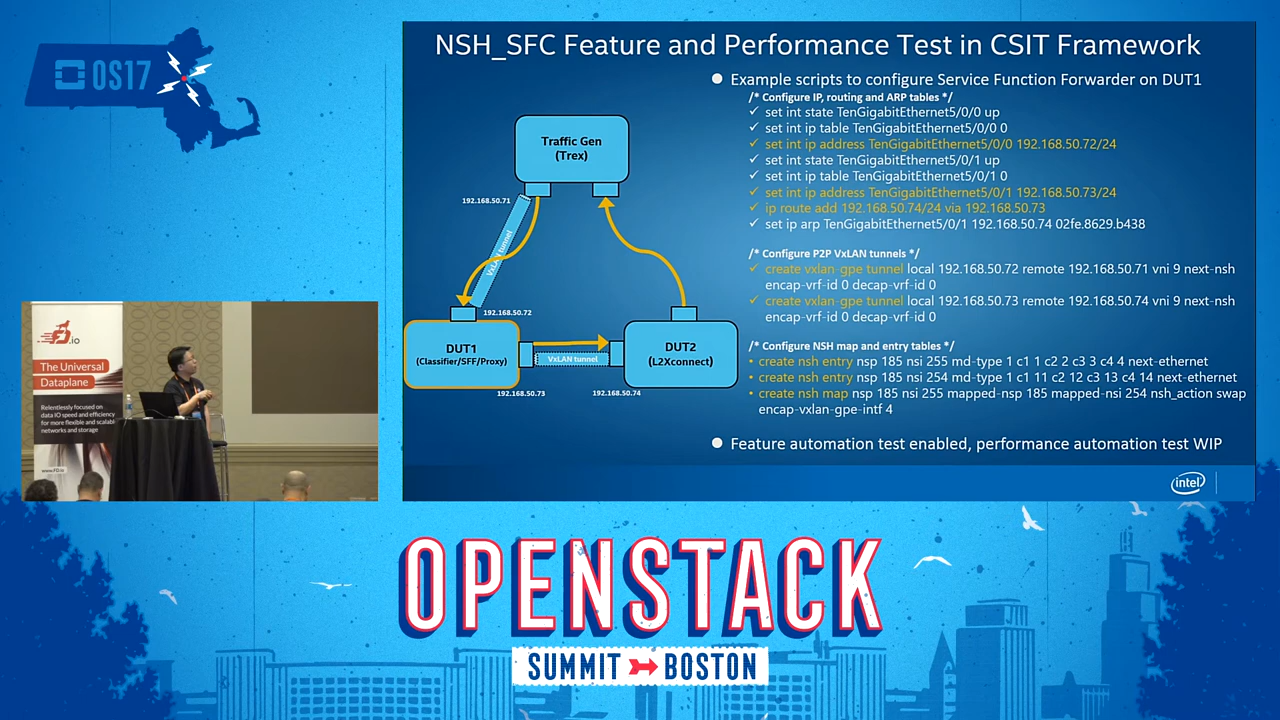 OS17
NSH_SFC Feature and Performance Test in CSIT Framework
Example scripts to configure Service Function Forwarder on DUT1
/* Configure IP, routing and ARP tables */
✓ set int state TenGigabitEthernet5/0/0 up
✓ set int ip table TenGigabitEthernet5/0/0 0
✓ set int ip address TenGigabitEthernet5/0/0 192.168.50.72/24
✓ set int state TenGigabitEthernet5/0/1 up
✓ set int ip table TenGigabitEthernet5/0/1 0
✓ set int ip address TenGigabitEthernet5/0/1 192.168.50.73/24
✓ ip route add 192.168.50.74/24 via 192.168.50.73
✓ set ip arp TenGigabitEthernet5/0/1 192.168.50.74 02fe.8629.b438
/* Configure P2P VxLAN tunnels */
✓ create vxlan-gpe tunnel local 192.168.50.72 remote 192.168.50.71 vni 9 next-nsh
encap-vrf-id 0 decap-vrf-id 0
✓ create vxlan-gpe tunnel local 192.168.50.73 remote 192.168.50.74 vni 9 next-nsh
encap-vrf-id 0 decap-vrf-id 0
/* Configure NSH map and entry tables */
• create nsh entry nsp 185 nsi 255 md-type 1 c1 1 c2 2 c3 3 c4 4 next-ethernet
• create nsh entry nsp 185 nsi 254 md-type 1 c1 11 c2 12 c3 13 c4 14 next-ethernet
• create nsh map nsp 185 nsi 255 mapped-nsp 185 mapped-nsi 254 nsh_action swap
encap-vxlan-gpe-intf 4
Feature automation test enabled, performance automation test WIP
Traffic Gen
(Trex)
192.168.50.71
VxLAN tunnel
192.168.50.72
DUT1
(Classifier/SFF/Proxy)
VxLAN tunnel
DUT2
(L2Xconnect)
192.168.50.73
192.168.50.74
intel
.io
The Universal
Dataplane
Relentlessly focused on
data IO speed and efficiency
for more flexible and scalable
networks and storage
www.FD.io
OPENSTACK
SUMMIT BOSTON